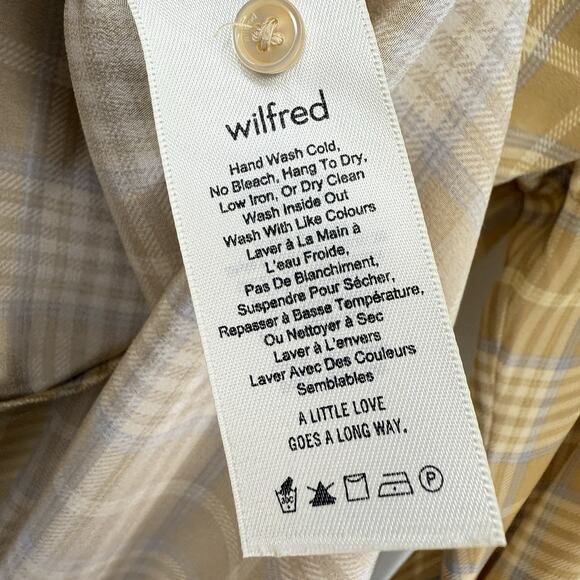 wilfred
Hand Wash Cold,
No Bleach, Hang To Dry,
Low Iron, Or Dry Clean
Wash Inside Out
Wash With Like Colours
Laver à La Main à
L'eau Froide,
Pas De Blanchiment,
Suspendre Pour Sécher,
Repasser à Basse Température,
Ou Nettoyer à Sec
Laver à L'envers
Laver Avec Des Couleurs
Semblables
A LITTLE LOVE
GOES A LONG WAY.
30C P